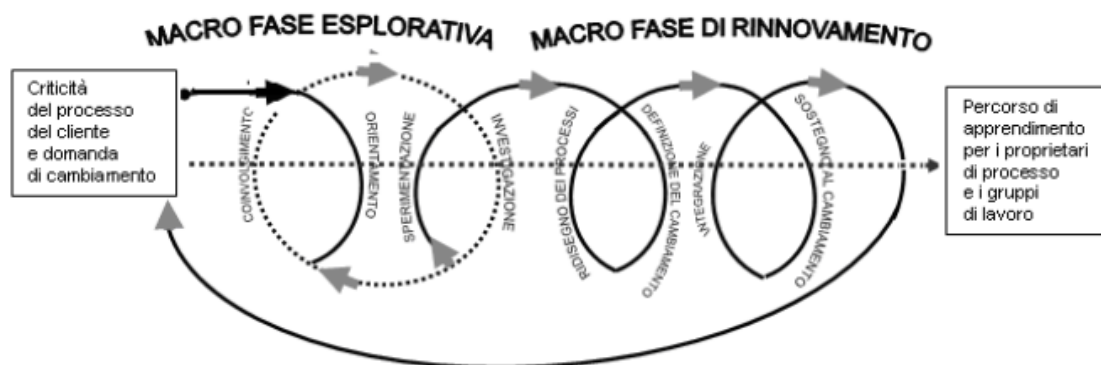 MACRO FASE ESPLORATIVA
MACRO FASE DI RINNOVAMENTO
Criticità
del processo
del cliente
e domanda
di cambiamento
COINVOLGIMENTO
ORIENTAMENTO
SPERIMENTAZIONE
INVESTIGAZIONE
RIDISEGNO DEI PROCESSI
DEFINIZIONE DEL CAMBIAMENTO
INTEGRAZIONE
SOSTEGNO AL CAMBIAMENTO
Percorso di
apprendimento
per i proprietari
di processo
e i gruppi
di lavoro